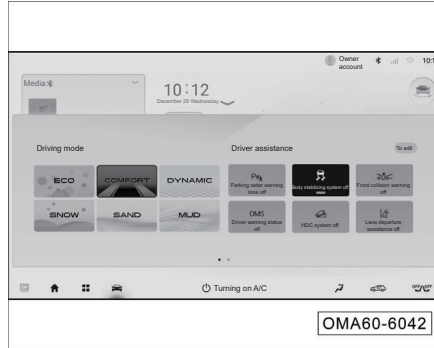 Owner
account
10:1
Media
10:12
December 29 Wednesday
Driving mode
Driver assistance
To edit
ECO
COMFORT
DYNAMIC
Parking radar warning
tone off
Body stabilizing system off
Front collision warning
off
SNOW
SAND
MUD
DMS
Driver warning status
off
HDC system off
Lane departure
assistance off
Turning on A/C
OFF
OFF
OMA60-6042